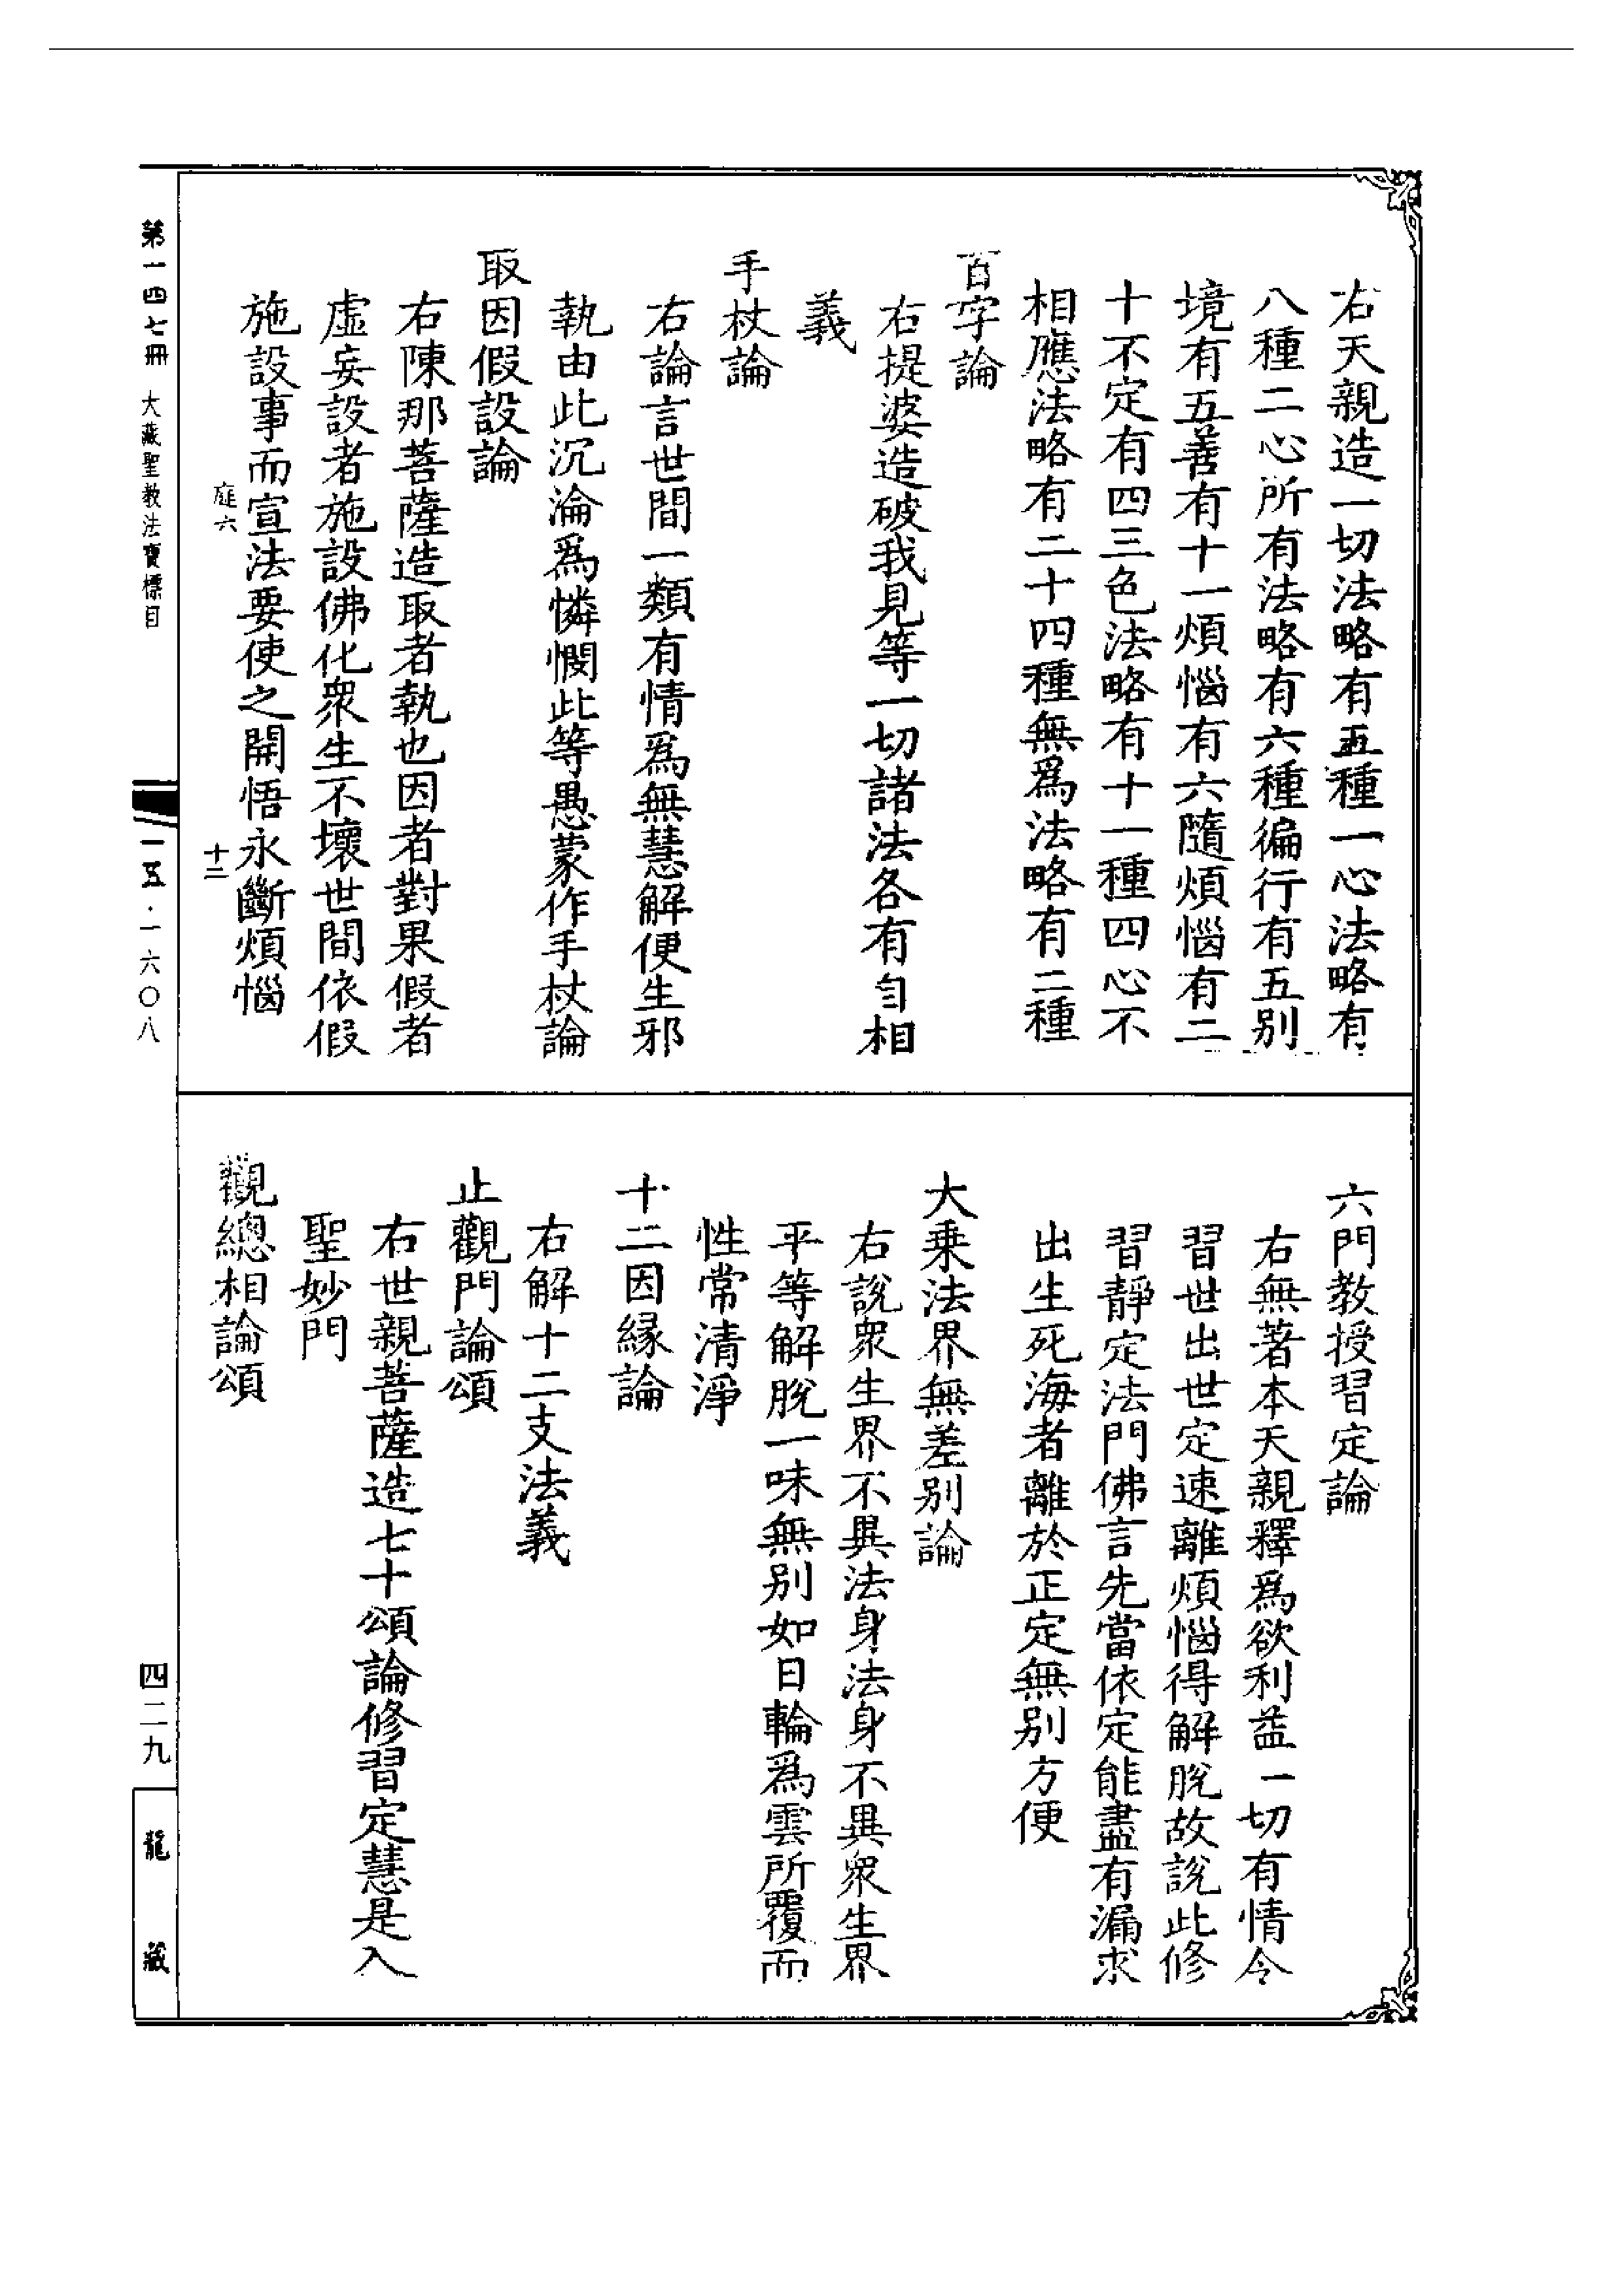 右天親造一切法略有五種一心法略有
八種二心所有法略有六種徧行有五別
境有五善有十一煩惱有六隨煩惱有二
十不定有四三色法略有十一種四心不
相應法略有二十四種無爲法略有二種
百字論
右提婆造破我見等一切諸法各有自相
義
手杖論
右論言世間一類有情爲無慧解便生邪
執由此沉淪爲憐憫此等愚蒙作手杖論
取因假設論
右陳那菩薩造取者執也因者對果假者
虛妄設者施設佛化衆生不壞世間依假
施設事而宣法要使之開悟永斷煩惱
庭六
十二
六門教授習定論
右無著本天親釋爲欲利益一切有情令
習世出世定速離煩惱得解脫故說此修
習靜定法門佛言先當依定能盡有漏求
出生死海者離於正定無別方便
大乗法界無差別論
右說衆生界不異法身法身不異衆生界
平等解脫一味無別如日輪爲雲所覆而
性常清淨
十二因緣論
右解十二支法義
止觀門論頌
右世親菩薩造七十頌論修習定慧是入
聖妙門
觀總相論頌
第一四七冊
大藏聖教法寶標目
一五·一六〇八
四二九
龍藏